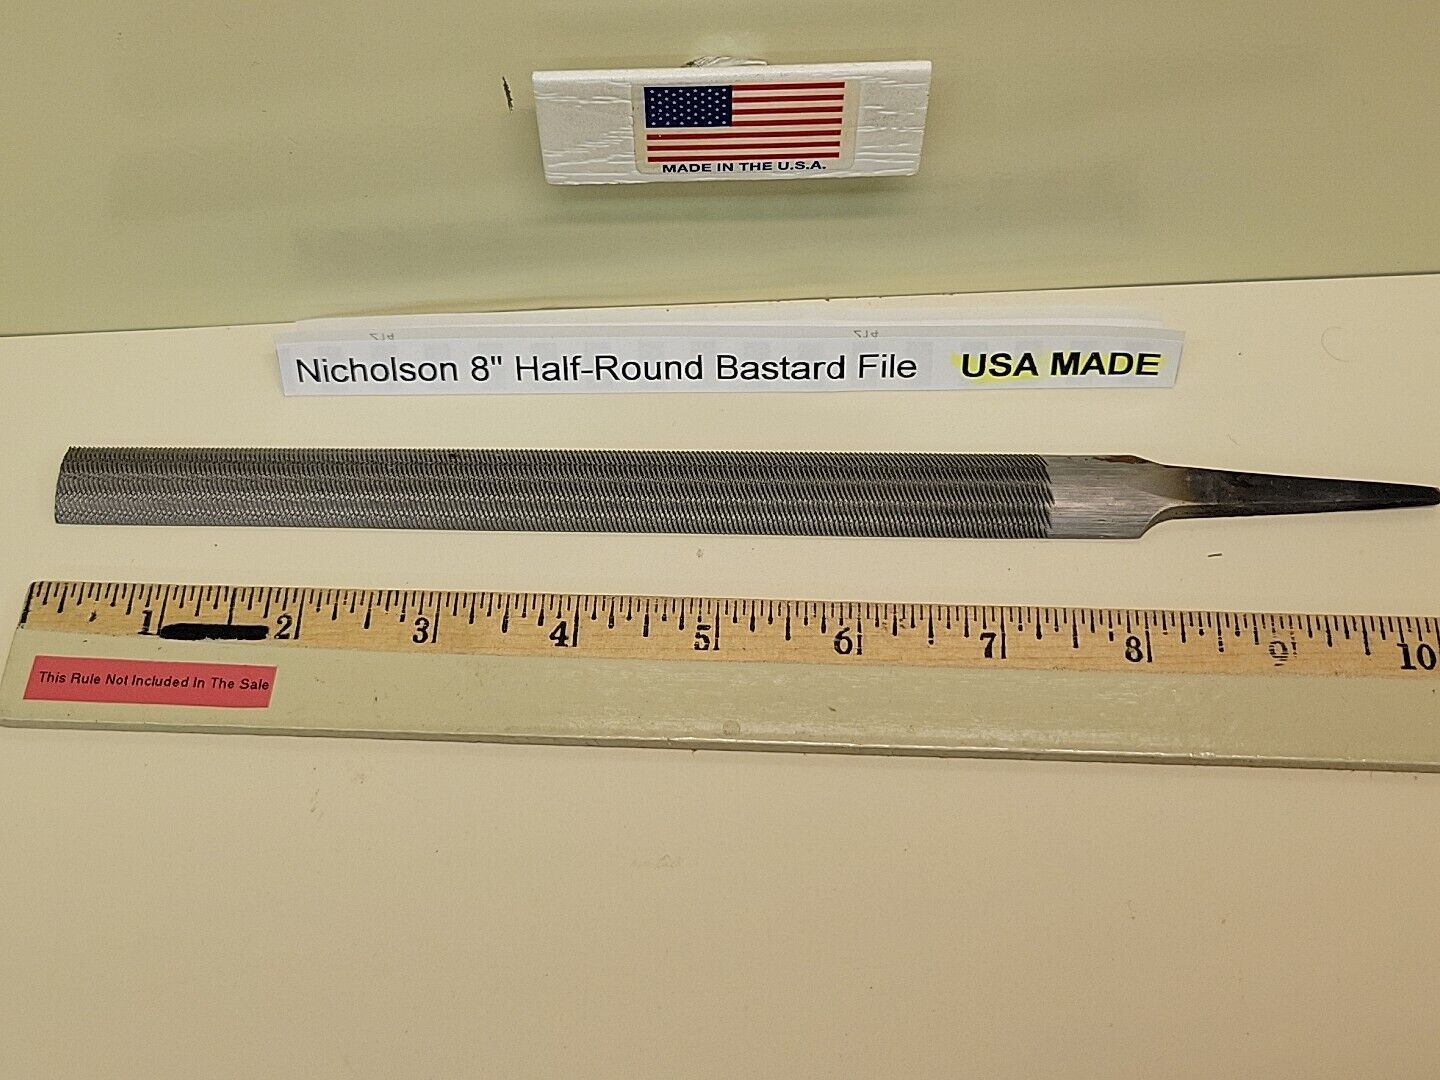 MADE IN THE U.S.A.
Nicholson 8" Half-Round Bastard File USA MADE
1 2 3 4 5 6 7 8 9 10
This Rule Not Included In The Sale